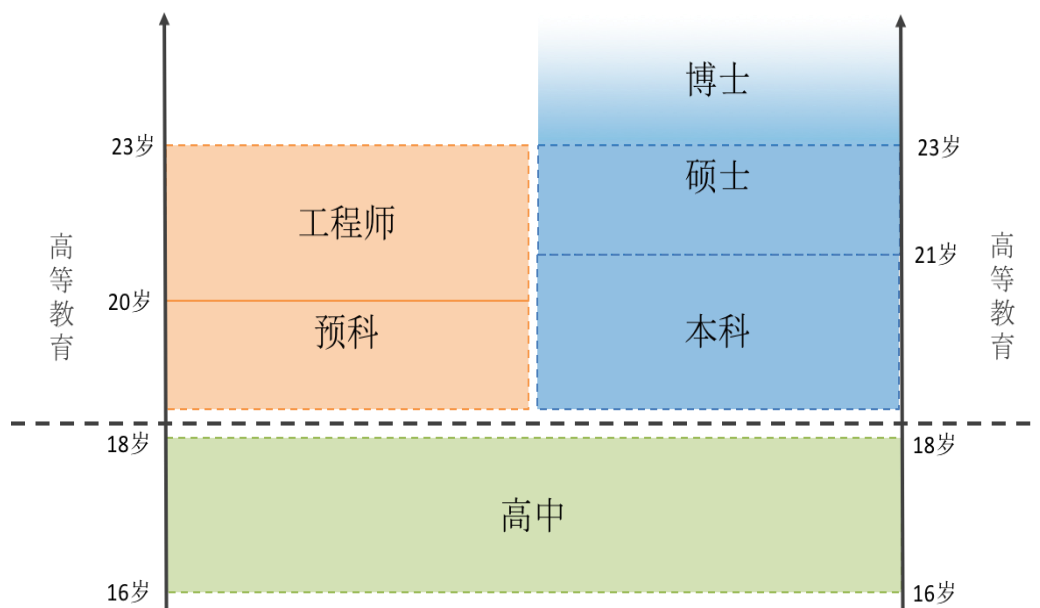 博士
23岁
23岁
硕士
工程师
高等教育
高等教育
21岁
20岁
预科
本科
18岁
18岁
高中
16岁
16岁